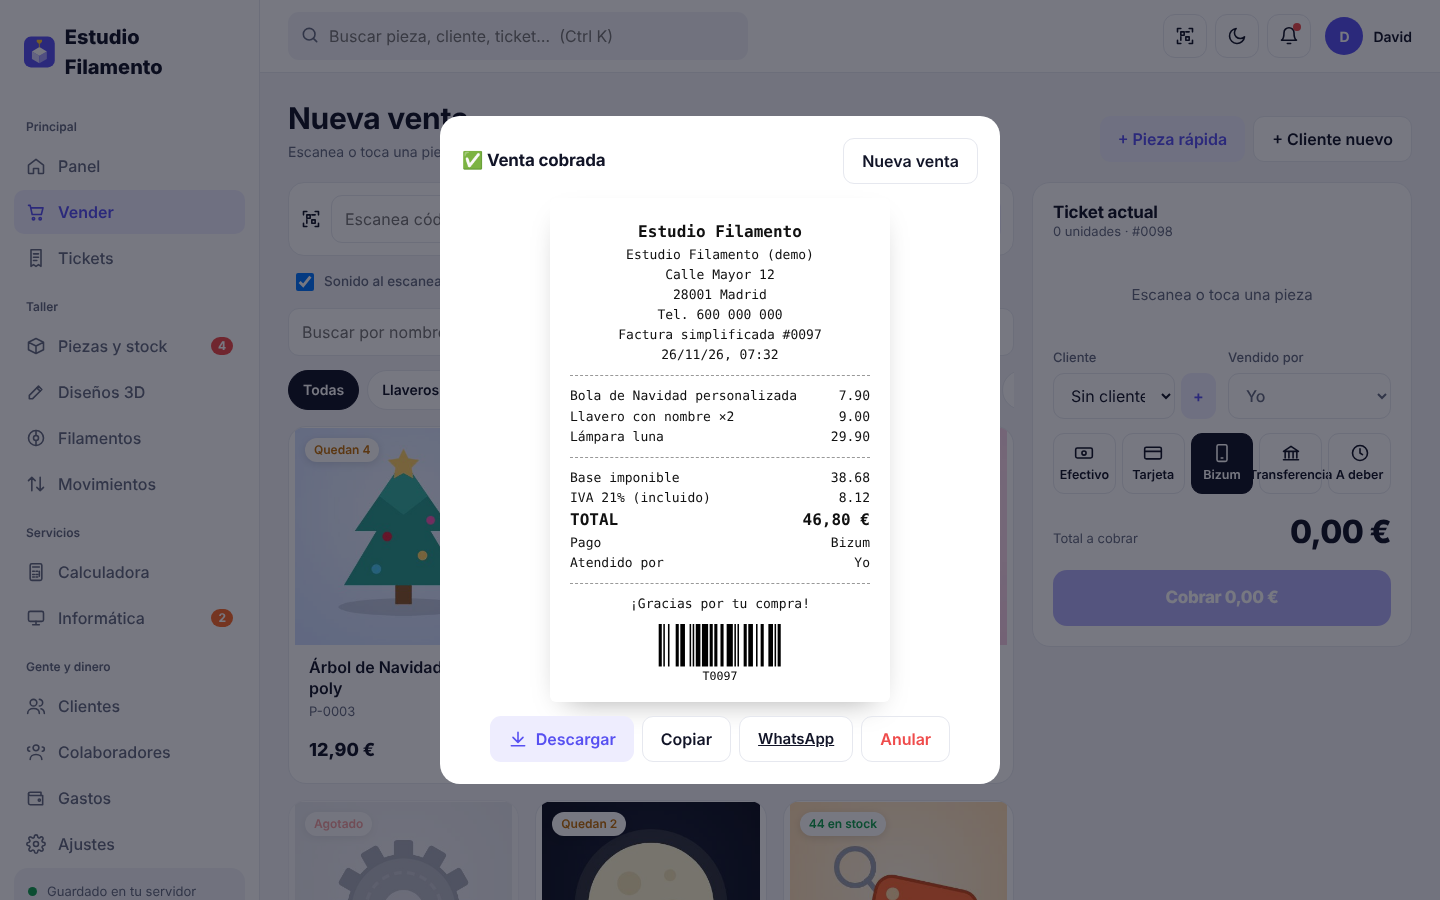 Estudio
Filamento
Buscar pieza, cliente, ticket... (Ctrl K)
D
David
Principal
Panel
Vender
Tickets
Taller
Piezas y stock
4
Diseños 3D
Filamentos
Movimientos
Servicios
Calculadora
Informática
2
Gente y dinero
Clientes
Colaboradores
Gastos
Ajustes
Guardado en tu servidor
Nueva venta
Escanea o toca una pie
+ Pieza rápida
+ Cliente nuevo
Escanea cód
Sonido al escanea
Buscar por nombre
Todas
Llaveros
Quedan 4
Árbol de Navidad
poly
P-0003
12,90 €
Agotado
Quedan 2
44 en stock
✅ Venta cobrada
Nueva venta
Estudio Filamento
Estudio Filamento (demo)
Calle Mayor 12
28001 Madrid
Tel. 600 000 000
Factura simplificada #0097
26/11/26, 07:32
Bola de Navidad personalizada 7.90
Llavero con nombre ×2 9.00
Lámpara luna 29.90
Base imponible 38.68
IVA 21% (incluido) 8.12
TOTAL 46,80 €
Pago Bizum
Atendido por Yo
¡Gracias por tu compra!
T0097
Descargar
Copiar
WhatsApp
Anular
Ticket actual
0 unidades · #0098
Escanea o toca una pieza
Cliente
Vendido por
Sin cliente
+
Yo
Efectivo
Tarjeta
Bizum
Transferencia
A deber
Total a cobrar
0,00 €
Cobrar 0,00 €